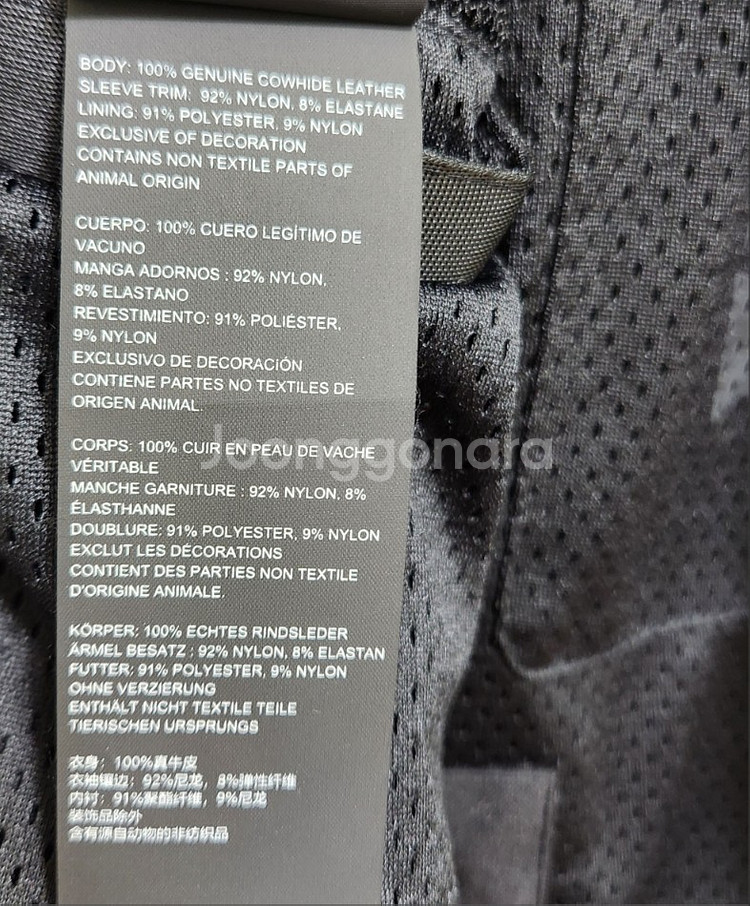 BODY: 100% GENUINE COWHIDE LEATHER
SLEEVE TRIM: 92% NYLON, 8% ELASTANE
LINING: 91% POLYESTER, 9% NYLON
EXCLUSIVE OF DECORATION
CONTAINS NON TEXTILE PARTS OF
ANIMAL ORIGIN
CUERPO: 100% CUERO LEGÍTIMO DE
VACUNO
MANGA ADORNOS : 92% NYLON,
8% ELASTANO
REVESTIMIENTO: 91% POLIÉSTER,
9% NYLON
EXCLUSIVO DE DECORACIóN
CONTIENE PARTES NO TEXTILES DE
ORIGEN ANIMAL.
CORPS: 100% CUIR EN PEAU DE VACHE
VÉRITABLE
MANCHE GARNITURE : 92% NYLON, 8%
ÉLASTHANNE
DOUBLURE: 91% POLYESTER, 9% NYLON
EXCLUT LES DÉCORATIONS
CONTIENT DES PARTIES NON TEXTILE
D'ORIGINE ANIMALE.
KÖRPER: 100% ECHTES RINDSLEDER
ÄRMEL BESATZ : 92% NYLON, 8% ELASTAN
FUTTER: 91% POLYESTER, 9% NYLON
OHNE VERZIERUNG
ENTHÄLT NICHT TEXTILE TEILE
TIERISCHEN URSPRUNGS
衣身：100%真牛皮
衣袖镶边：92%尼龙，8%弹性纤维
内衬：91%聚酯纤维，9%尼龙
装饰品除外
含有源自动物的非纺织品
Joonggonara